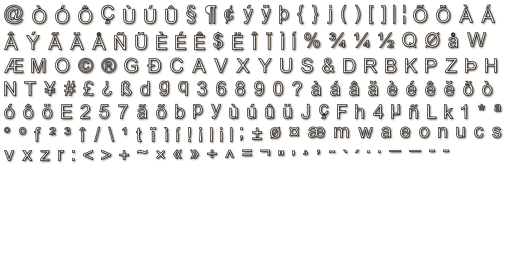 @ Ò Ó Ô Ç Ù Ú Û § ¶ ¢ ý ÿ þ { } j ( ) [ ] | ¦ Õ Ö À Á
Â Ý Ã Ä Å Ñ Ü È É Ê $ Ë Î Ï Ì Í % ¾ ¼ ½ Q Ø å W
Æ M O © ® G Ð C A V X Y U S & D R B K P Z Þ H
N T ¥ # £ ¿ ß d g q 3 6 8 9 0 ? à á â ã ä è é ê ë ð ò
ó ô ö E 2 5 7 ã õ b p y ù ú û ü J ç F h 4 µ ñ L k 1 * ª
f ² ³ Î / \ ¹ t ï ì í ! i l i ; ± ø ¤ æ m w a e o n u c s
v x z r : < > + ~ × « » ÷ ^ = ¬ " '